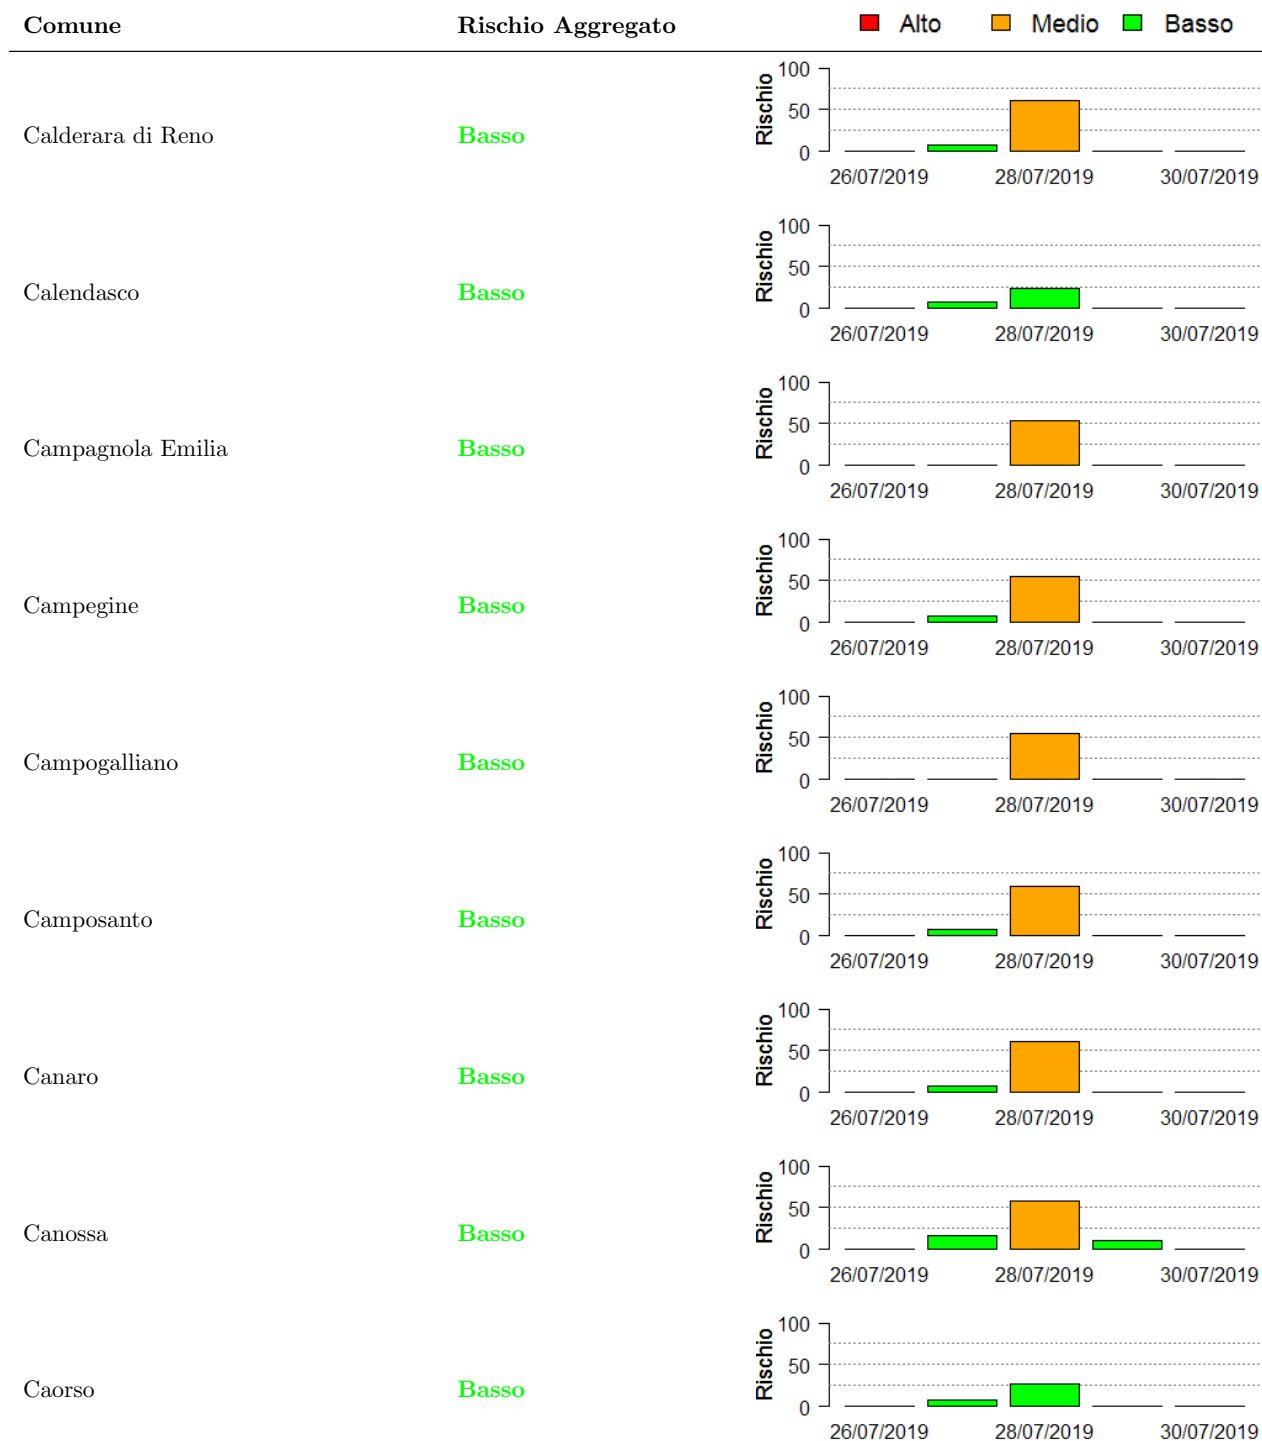 Comune Rischio Aggregato Alto Medio Basso
100
50
0
Rischio
Calderara di Reno Basso
26/07/2019 28/07/2019 30/07/2019
100
50
0
Rischio
Calendasco Basso
26/07/2019 28/07/2019 30/07/2019
100
50
0
Rischio
Campagnola Emilia Basso
26/07/2019 28/07/2019 30/07/2019
100
50
0
Rischio
Campegine Basso
26/07/2019 28/07/2019 30/07/2019
100
50
0
Rischio
Campogalliano Basso
26/07/2019 28/07/2019 30/07/2019
100
50
0
Rischio
Camposanto Basso
26/07/2019 28/07/2019 30/07/2019
100
50
0
Rischio
Canaro Basso
26/07/2019 28/07/2019 30/07/2019
100
50
0
Rischio
Canossa Basso
26/07/2019 28/07/2019 30/07/2019
100
50
0
Rischio
Caorso Basso
26/07/2019 28/07/2019 30/07/2019